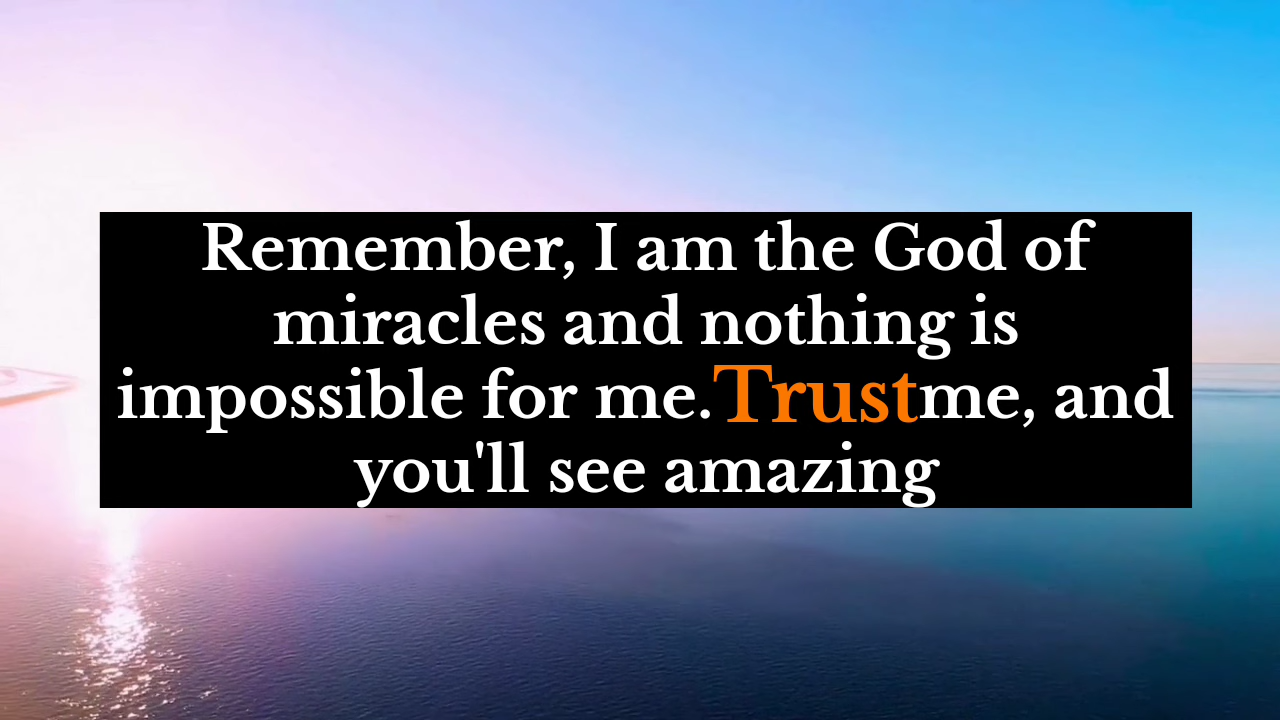 Remember, I am the God of
miracles and nothing is
impossible for me.Trustme, and
you'll see amazing